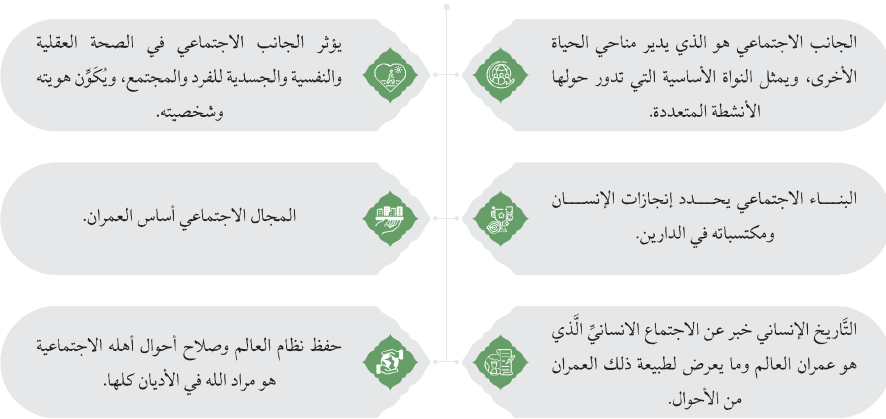 الجانب الاجتماعي هو الذي يدير مناحي الحياة
الأخرى، ويمثل النواة الأساسية التي تدور حولها
الأنشطة المتعددة.
يؤثر الجانب الاجتماعي في الصحة العقلية
والنفسية والجسدية للفرد والمجتمع، ويُكَوِّن هويته
وشخصيته.
البنـــاء الاجتماعي يحـــدد إنجازات الإنســـان
ومكتسباته في الدارين.
المجال الاجتماعي أساس العمران.
التَّاريخ الإنساني خبر عن الاجتماع الانسانيِّ الَّذي
هو عمران العالم وما يعرض لطبيعة ذلك العمران
من الأحوال.
حفظ نظام العالم وصلاح أحوال أهله الاجتماعية
هو مراد الله في الأديان كلها.